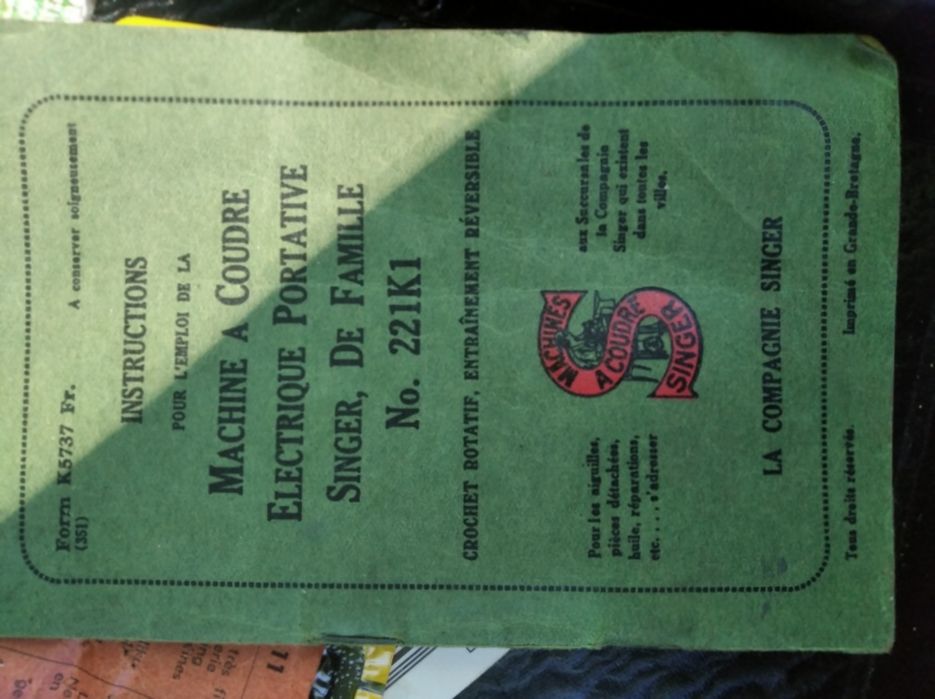 Form K5737 Fr.
(351)
A conserver soigneusement
INSTRUCTIONS
POUR L'EMPLOI DE LA
MACHINE A COUDRE
ELECTRIQUE PORTATIVE
SINGER, DE FAMILLE
No. 221K1
CROCHET ROTATIF, ENTRAÎNEMENT RÉVERSIBLE
Pour les aiguilles,
pièces détachées,
huile, réparations,
etc.... s'adresser
MACHINES
A COUDRE
SINGER
aux Succursales de
la Compagnie
Singer qui existent
dans toutes les
villes.
LA COMPAGNIE SINGER
Tous droits réservés.
Imprimé en Grande-Bretagne.
11
très f